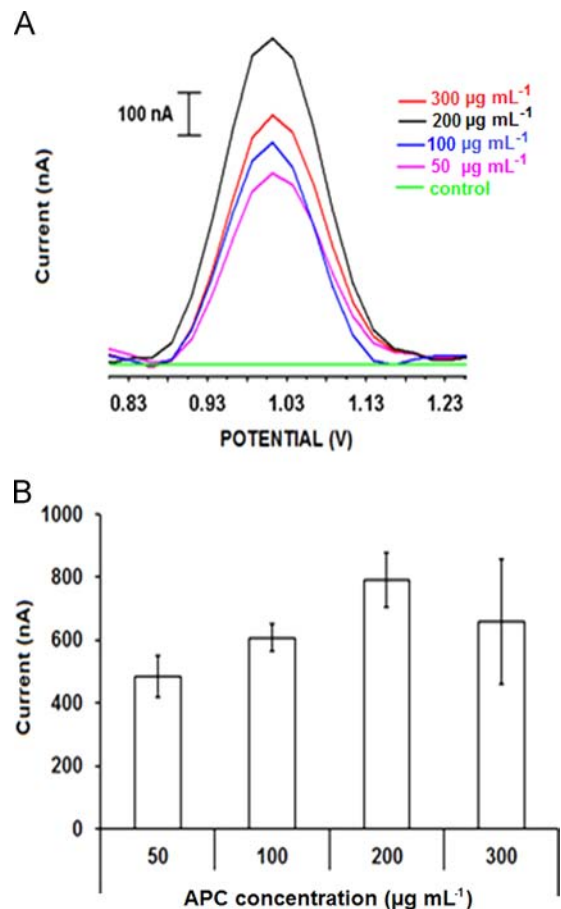 A
100 nA
300 µg mL⁻¹
200 µg mL⁻¹
100 µg mL⁻¹
50 µg mL⁻¹
control
Current (nA)
0.83 0.93 1.03 1.13 1.23
POTENTIAL (V)
B
1000
800
600
400
200
0
Current (nA)
50 100 200 300
APC concentration (µg mL⁻¹)